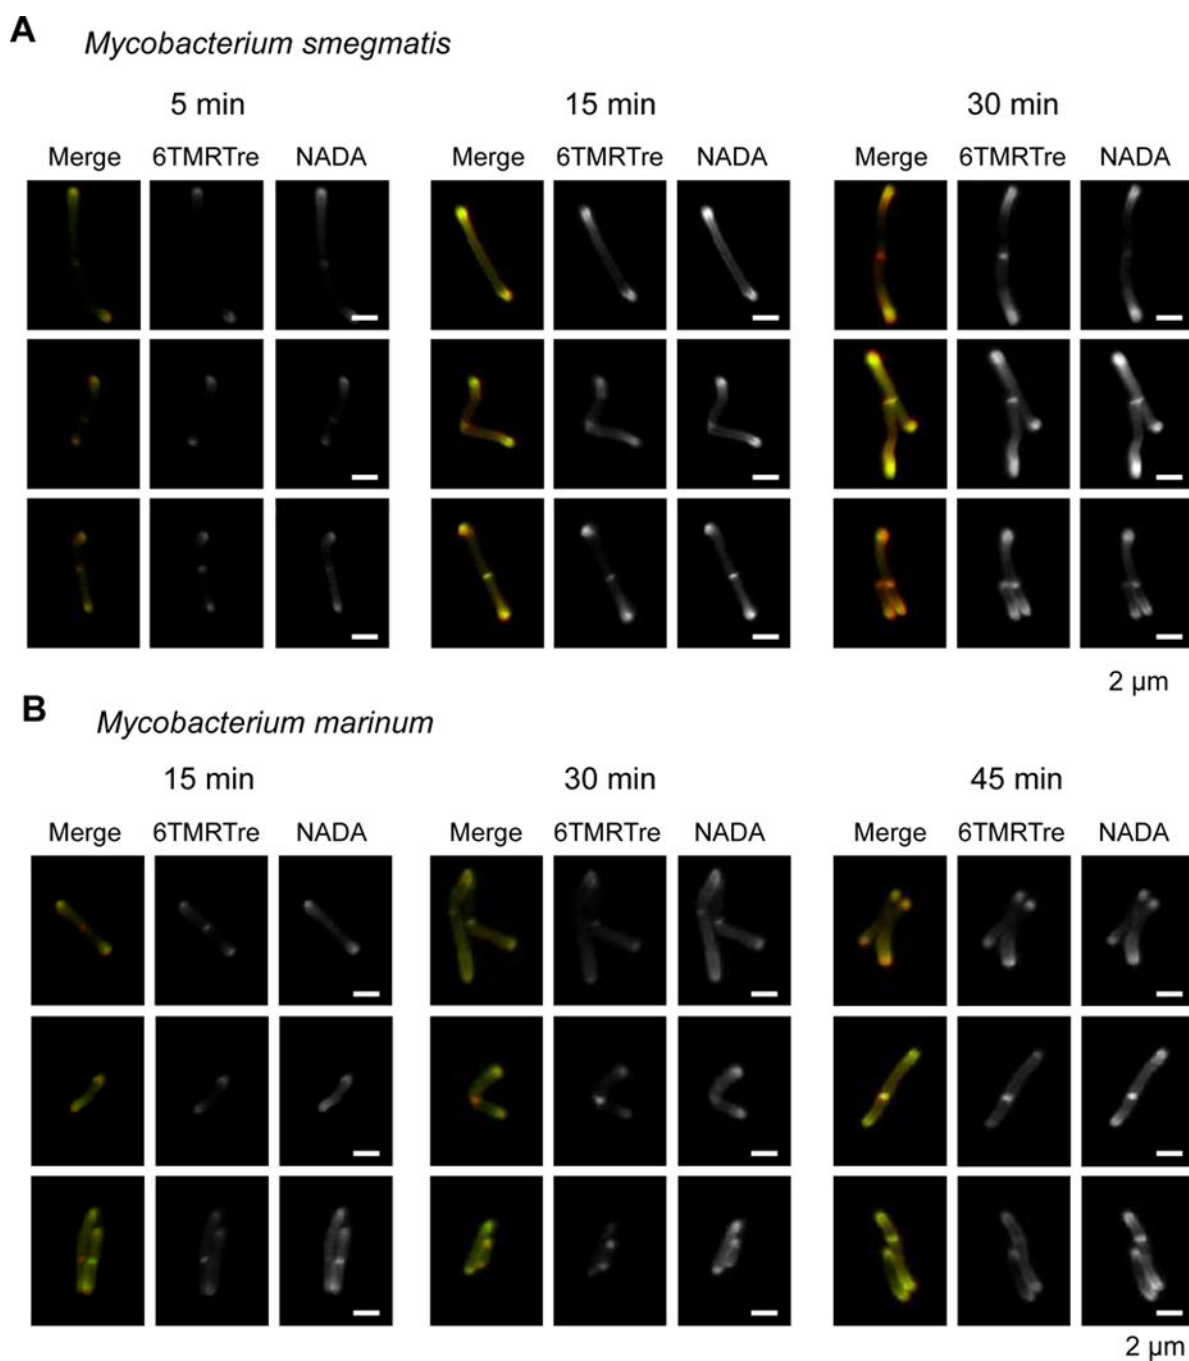 A Mycobacterium smegmatis
5 min 15 min 30 min
Merge 6TMRTre NADA Merge 6TMRTre NADA Merge 6TMRTre NADA
2 µm
B Mycobacterium marinum
15 min 30 min 45 min
Merge 6TMRTre NADA Merge 6TMRTre NADA Merge 6TMRTre NADA
2 µm